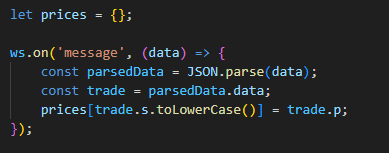 let prices = {};

ws.on('message', (data) => {
    const parsedData = JSON.parse(data);
    const trade = parsedData.data;
    prices[trade.s.toLowerCase()] = trade.p;
});